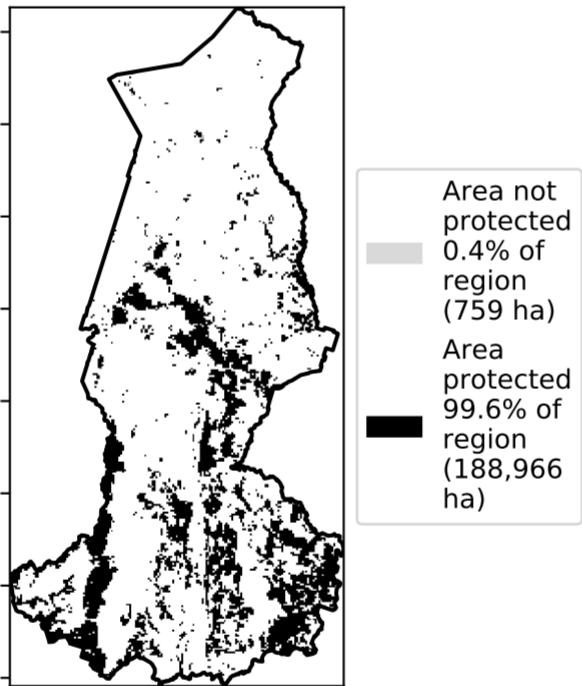 Area not
protected
0.4% of
region
(759 ha)
Area
protected
99.6% of
region
(188,966
ha)